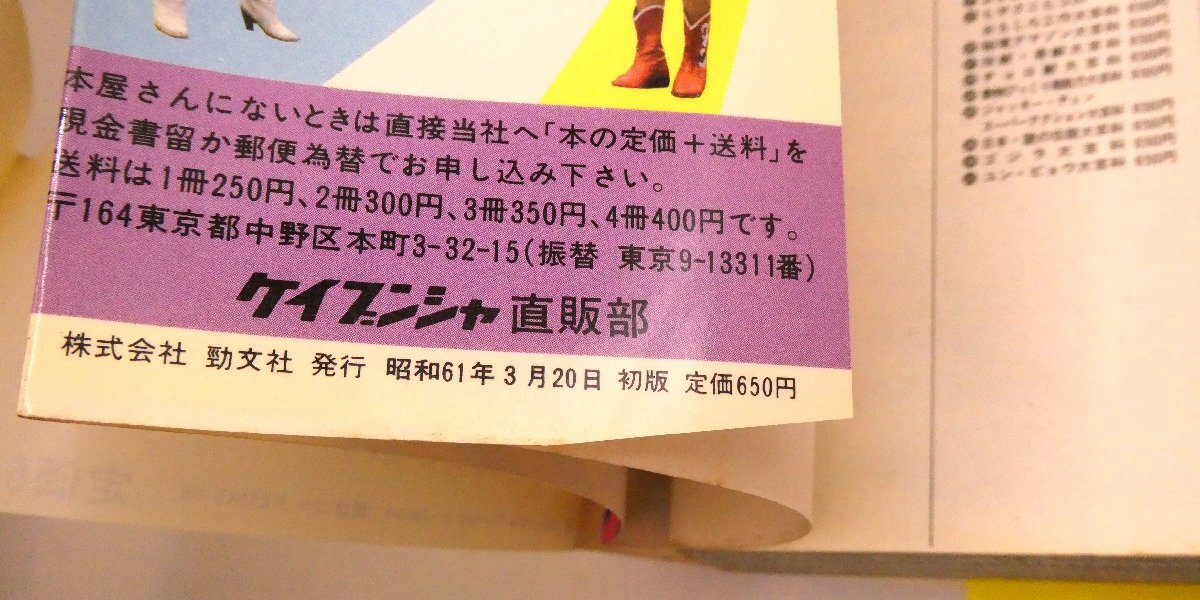 本屋さんにないときは直接当社へ「本の定価＋送料」を
現金書留か郵便為替でお申し込み下さい。
送料は1冊250円、2冊300円、3冊350円、4冊400円です。
〒164東京都中野区本町3-32-15(振替 東京9-13311番)
ケイブンシャ直販部
株式会社 勁文社 発行 昭和61年3月20日 初版 定価650円